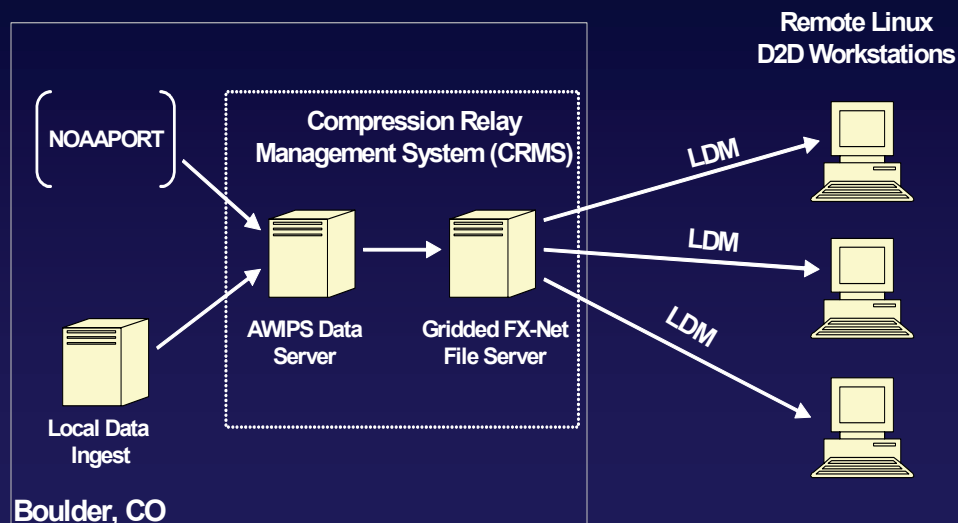 Remote Linux
D2D Workstations
NOAAPORT
Compression Relay
Management System (CRMS)
LDM
LDM
LDM
AWIPS Data
Server
Gridded FX-Net
File Server
Local Data
Ingest
Boulder, CO